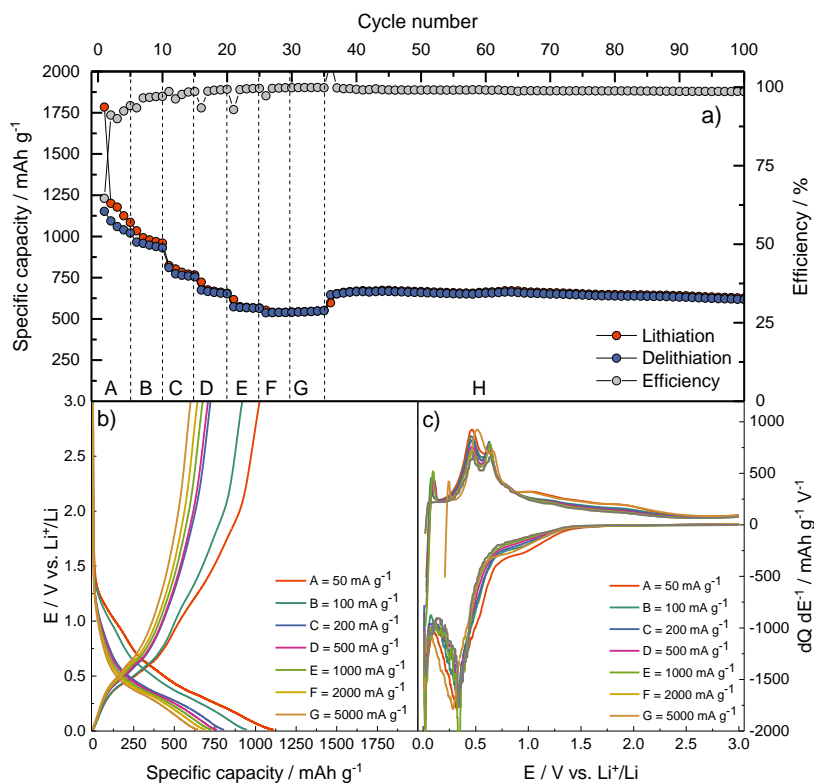 Cycle number
0 10 20 30 40 50 60 70 80 90 100
2000
1750
1500
1250
1000
750
500
250
Specific capacity / mAh g⁻¹
100
75
50
25
0
Efficiency / %
a)
Lithiation
Delithiation
Efficiency
A B C D E F G H
b)
3.0
2.5
2.0
1.5
1.0
0.5
0.0
E / V vs. Li⁺/Li
A = 50 mA g⁻¹
B = 100 mA g⁻¹
C = 200 mA g⁻¹
D = 500 mA g⁻¹
E = 1000 mA g⁻¹
F = 2000 mA g⁻¹
G = 5000 mA g⁻¹
0 250 500 750 1000 1250 1500 1750
Specific capacity / mAh g⁻¹
c)
1000
500
0
-500
-1000
-1500
-2000
dQ dE⁻¹ / mAh g⁻¹ V⁻¹
A = 50 mA g⁻¹
B = 100 mA g⁻¹
C = 200 mA g⁻¹
D = 500 mA g⁻¹
E = 1000 mA g⁻¹
F = 2000 mA g⁻¹
G = 5000 mA g⁻¹
0.0 0.5 1.0 1.5 2.0 2.5 3.0
E / V vs. Li⁺/Li